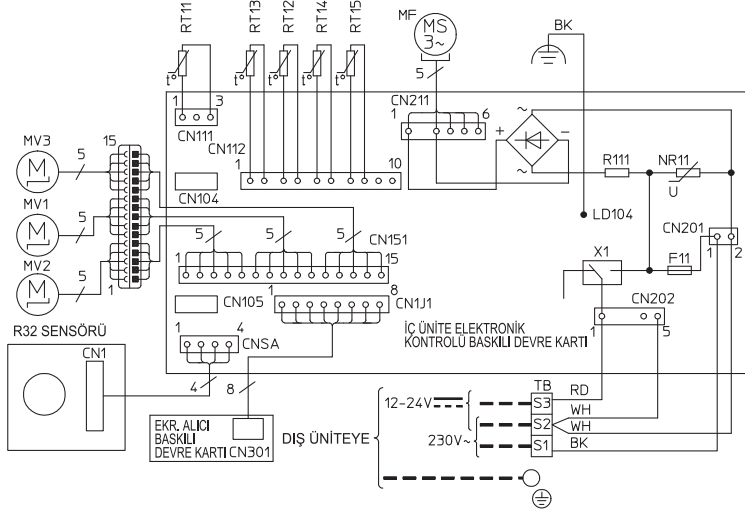 RT11
RT13
RT12
RT14
RT15
MF
MS
3~
BK
t°
t°
t°
t°
t°
5
1
3
CN111
CN112
1
10
CN211
1
6
~
+
−
~
R111
NR11
U
LD104
CN201
1
2
MV3
5
15
MV1
5
MV2
5
1
CN104
5
5
5
CN151
1
15
X1
F11
CN105
1
8
CN1J1
CN202
1
5
İÇ ÜNİTE ELEKTRONİK
KONTROLÜ BASKILI DEVRE KARTI
R32 SENSÖRÜ
CN1
1
4
CNSA
4
8
EKR. ALICI
BASKILI
DEVRE KARTI CN301
DIŞ ÜNİTEYE
12-24V
230V~
TB
S3
S2
S1
RD
WH
WH
BK